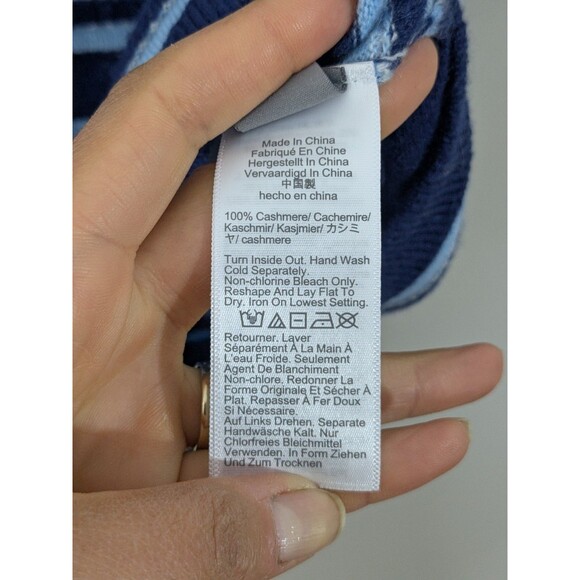 Made In China
Fabriqué En Chine
Hergestellt In China
Vervaardigd In China
中国製
hecho en china
100% Cashmere/ Cachemire/
Kaschmir/ Kasjmier/ カシミ
ヤ/ cashmere
Turn Inside Out. Hand Wash
Cold Separately.
Non-chlorine Bleach Only.
Reshape And Lay Flat To
Dry. Iron On Lowest Setting.
Retourner. Laver
Séparément À La Main À
L'eau Froide. Seulement
Agent De Blanchiment
Non-chlore. Redonner La
Forme Originale Et Sécher À
Plat. Repasser À Fer Doux
Si Nécessaire.
Auf Links Drehen. Separate
Handwäsche Kalt. Nur
Chlorfreies Bleichmittel
Verwenden. In Form Ziehen
Und Zum Trocknen